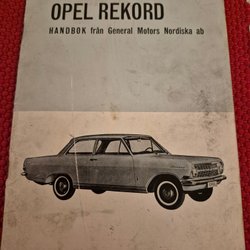 OPEL REKORD
HANDBOK från General Motors Nordiska ab